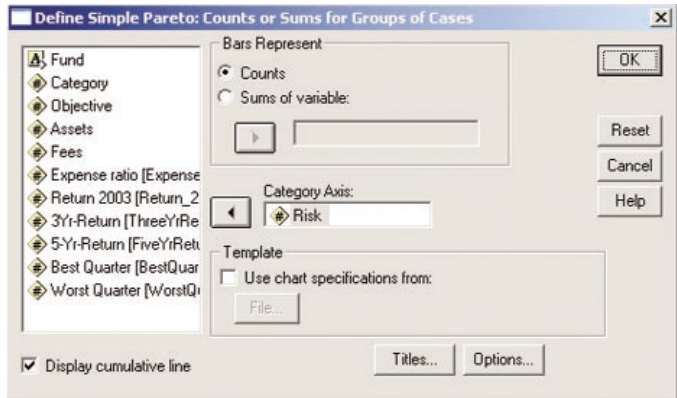 Define Simple Pareto: Counts or Sums for Groups of Cases
Fund
Category
Objective
Assets
Fees
Expense ratio [Expense
Return 2003 [Return_2
3Yr-Return [ThreeYrRe
5-Yr-Return [FiveYrRetu
Best Quarter [BestQuar
Worst Quarter [WorstQu
Display cumulative line
Bars Represent
Counts
Sums of variable:
Category Axis:
Risk
Template
Use chart specifications from:
File...
Titles... Options...
OK
Reset
Cancel
Help